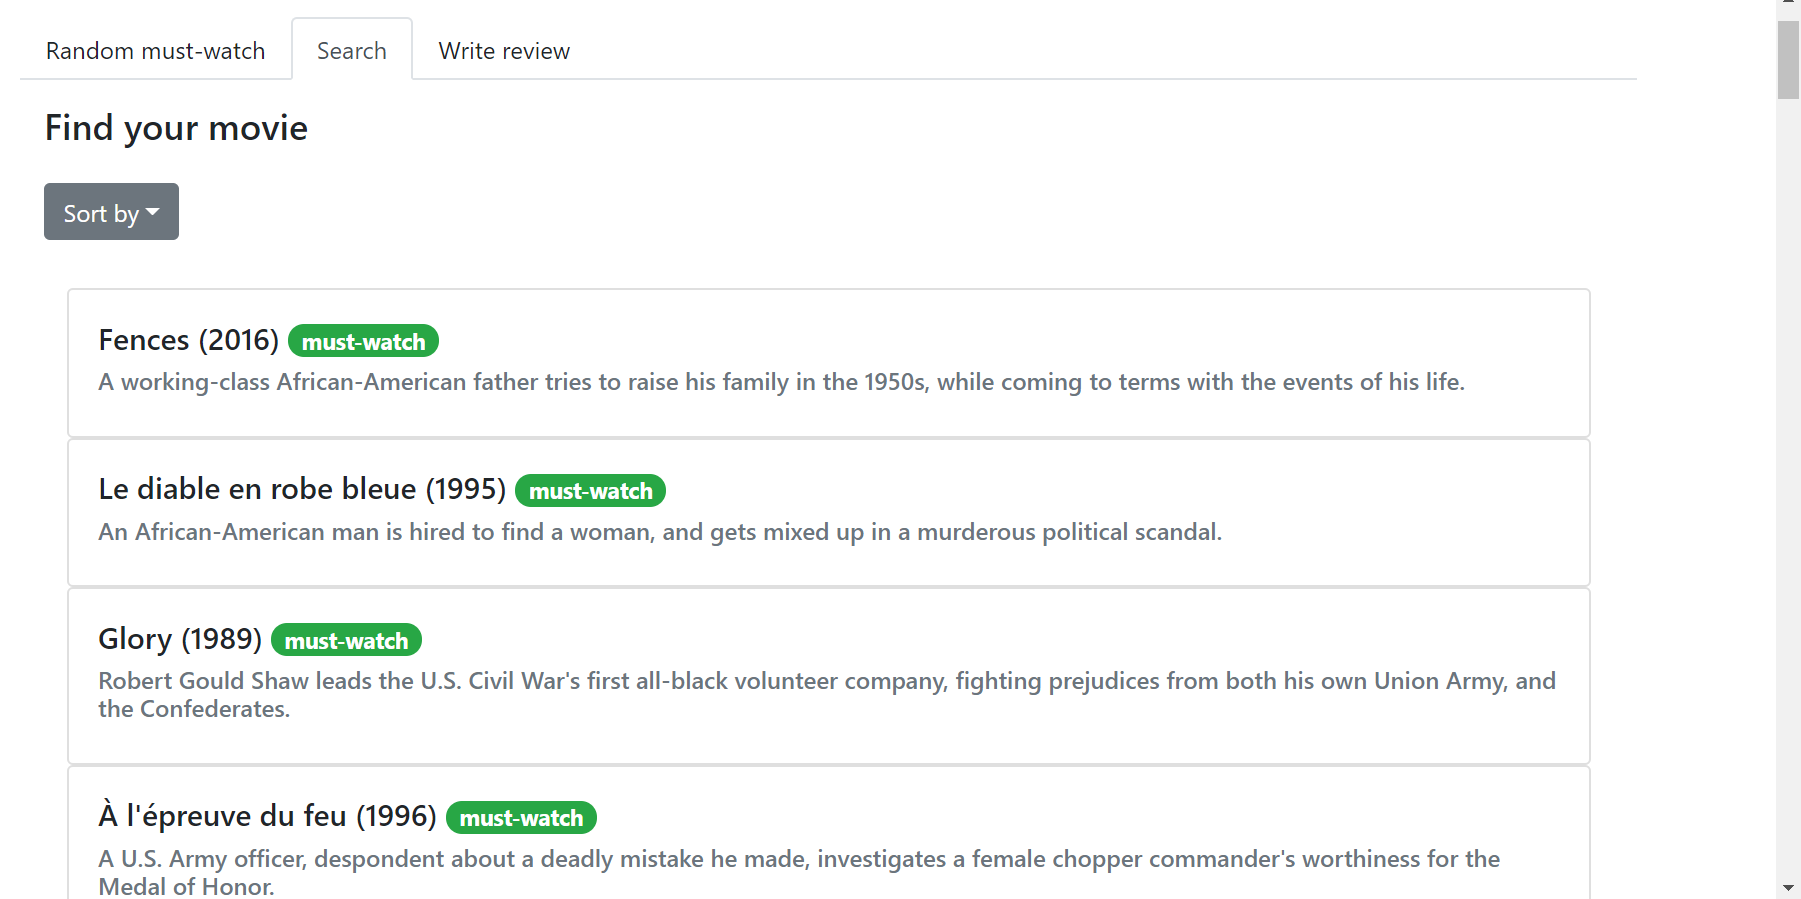 Random must-watch Search Write review
Find your movie
Sort by
Fences (2016) must-watch
A working-class African-American father tries to raise his family in the 1950s, while coming to terms with the events of his life.
Le diable en robe bleue (1995) must-watch
An African-American man is hired to find a woman, and gets mixed up in a murderous political scandal.
Glory (1989) must-watch
Robert Gould Shaw leads the U.S. Civil War's first all-black volunteer company, fighting prejudices from both his own Union Army, and
the Confederates.
À l'épreuve du feu (1996) must-watch
A U.S. Army officer, despondent about a deadly mistake he made, investigates a female chopper commander's worthiness for the
Medal of Honor.